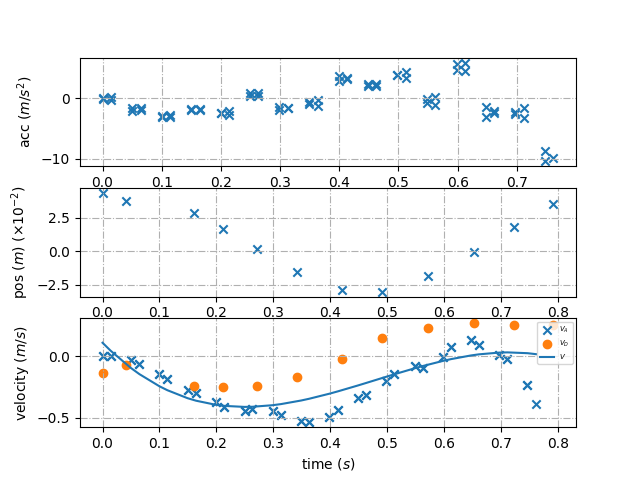 acc (m/s²)
0
−10
0.0 0.1 0.2 0.3 0.4 0.5 0.6 0.7
pos (m) (×10⁻²)
2.5
0.0
−2.5
0.0 0.1 0.2 0.3 0.4 0.5 0.6 0.7 0.8
velocity (m/s)
0.0
−0.5
v_A
v_D
v
0.0 0.1 0.2 0.3 0.4 0.5 0.6 0.7 0.8
time (s)